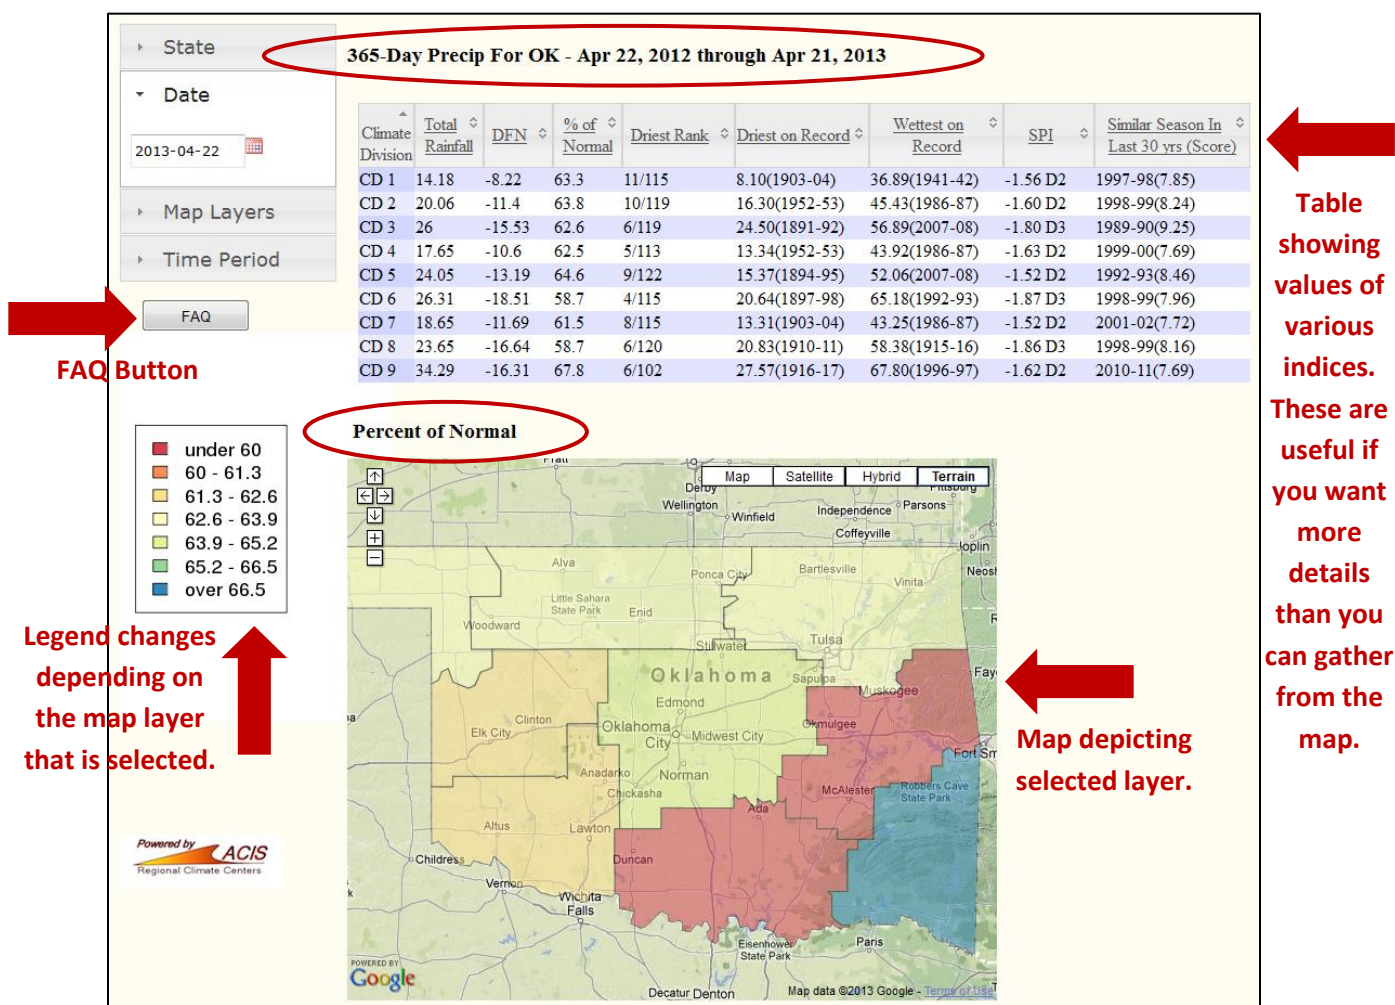 State
Date
2013-04-22
Map Layers
Time Period
FAQ
FAQ Button
365-Day Precip For OK - Apr 22, 2012 through Apr 21, 2013
Climate Division Total Rainfall DFN % of Normal Driest Rank Driest on Record Wettest on Record SPI Similar Season In Last 30 yrs (Score)
CD 1 14.18 -8.22 63.3 11/115 8.10(1903-04) 36.89(1941-42) -1.56 D2 1997-98(7.85)
CD 2 20.06 -11.4 63.8 10/119 16.30(1952-53) 45.43(1986-87) -1.60 D2 1998-99(8.24)
CD 3 26 -15.53 62.6 6/119 24.50(1891-92) 56.89(2007-08) -1.80 D3 1989-90(9.25)
CD 4 17.65 -10.6 62.5 5/113 13.34(1952-53) 43.92(1986-87) -1.63 D2 1999-00(7.69)
CD 5 24.05 -13.19 64.6 9/122 15.37(1894-95) 52.06(2007-08) -1.52 D2 1992-93(8.46)
CD 6 26.31 -18.51 58.7 4/115 20.64(1897-98) 65.18(1992-93) -1.87 D3 1998-99(7.96)
CD 7 18.65 -11.69 61.5 8/115 13.31(1903-04) 43.25(1986-87) -1.52 D2 2001-02(7.72)
CD 8 23.65 -16.64 58.7 6/120 20.83(1910-11) 58.38(1915-16) -1.86 D3 1998-99(8.16)
CD 9 34.29 -16.31 67.8 6/102 27.57(1916-17) 67.80(1996-97) -1.62 D2 2010-11(7.69)
Table
showing
values of
various
indices.
These are
useful if
you want
more
details
than you
can gather
from the
map.
under 60
60 - 61.3
61.3 - 62.6
62.6 - 63.9
63.9 - 65.2
65.2 - 66.5
over 66.5
Legend changes
depending on
the map layer
that is selected.
Powered by ACIS
Regional Climate Centers
Percent of Normal
Map Satellite Hybrid Terrain
Pratt
Derby
Pittsburg
Wellington
Winfield
Independence
Parsons
Coffeyville
Joplin
Alva
Ponca City
Bartlesville
Vinita
Neosh
Little Sahara
State Park
Enid
Woodward
Stillwater
Tulsa
Oklahoma
Sapulpa
Muskogee
Faye
Edmond
Clinton
Elk City
Oklahoma
City
Midwest City
Okmulgee
Fort Sm
Anadarko
Norman
Chickasha
McAlester
Robbers Cave
State Park
Ada
Altus
Lawton
Duncan
Childress
Vernon
Wichita
Falls
Eisenhower
State Park
Paris
POWERED BY
Google
Decatur
Denton
Map data ©2013 Google - Terms of Use
Map depicting
selected layer.